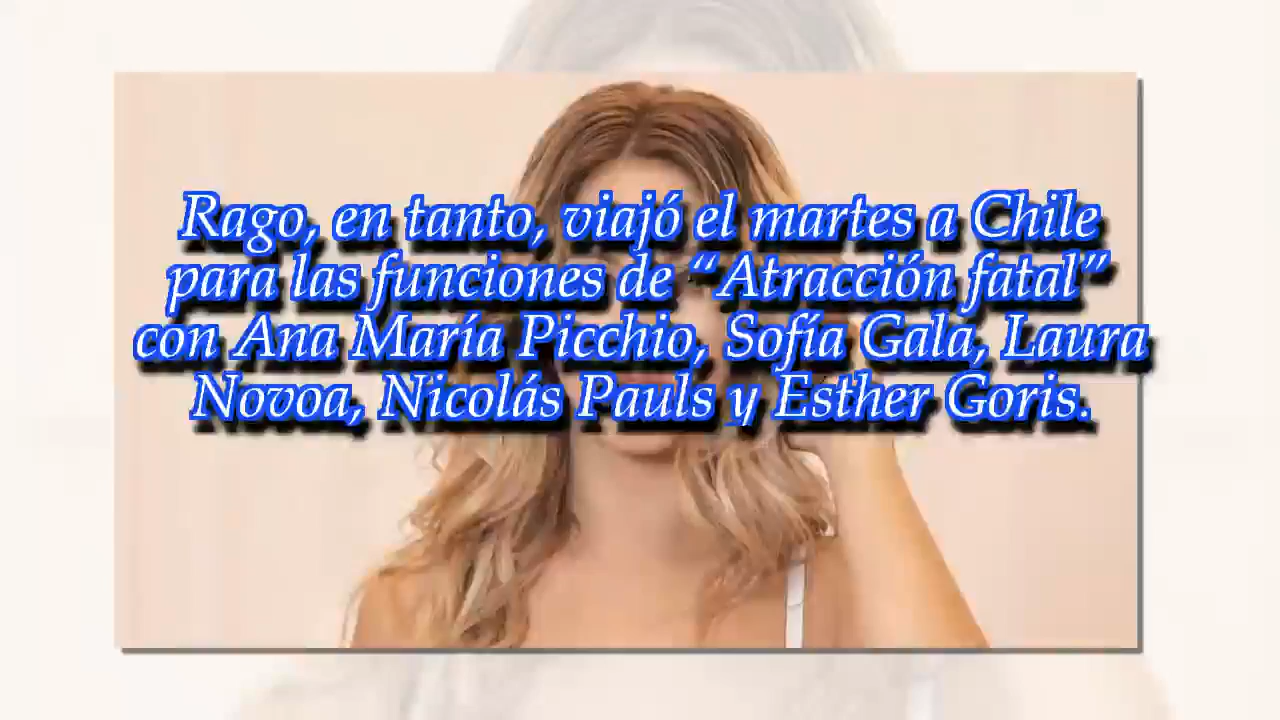 Rago, en tanto, viajó el martes a Chile
para las funciones de “Atracción fatal”
con Ana María Picchio, Sofía Gala, Laura
Novoa, Nicolás Pauls y Esther Goris.